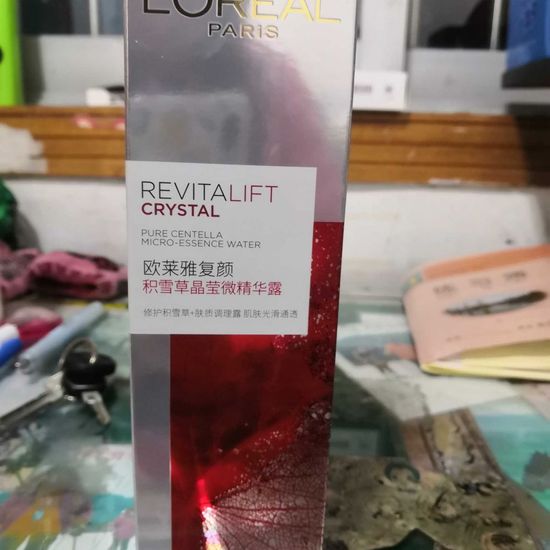 L'ORÉAL
PARiS
REVITALIFT
CRYSTAL
PURE CENTELLA
MICRO-ESSENCE WATER
欧莱雅复颜
积雪草晶莹微精华露
修护积雪草+肤质调理露 肌肤光滑通透